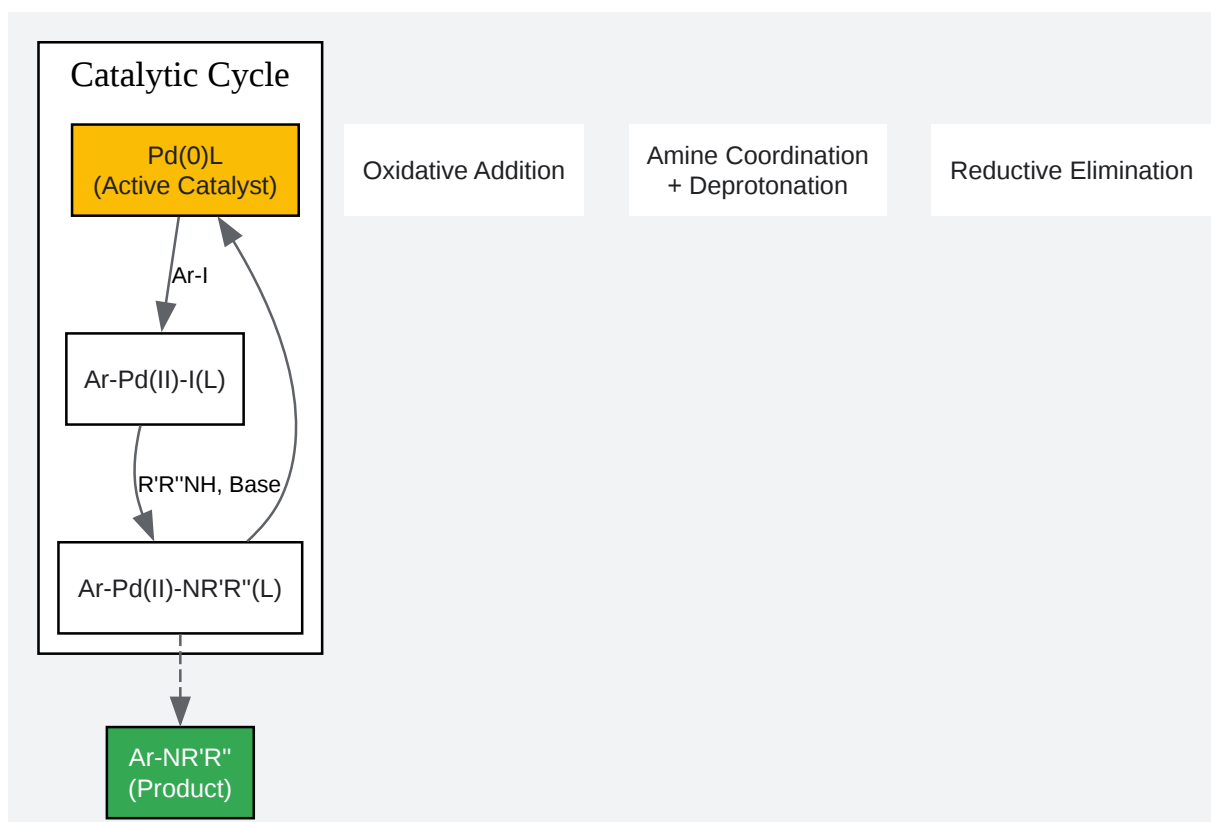 Catalytic Cycle
Pd(0)L
(Active Catalyst)
Oxidative Addition
Amine Coordination
+ Deprotonation
Reductive Elimination
Ar-I
Ar-Pd(II)-I(L)
R'R''NH, Base
Ar-Pd(II)-NR'R''(L)
Ar-NR'R''
(Product)